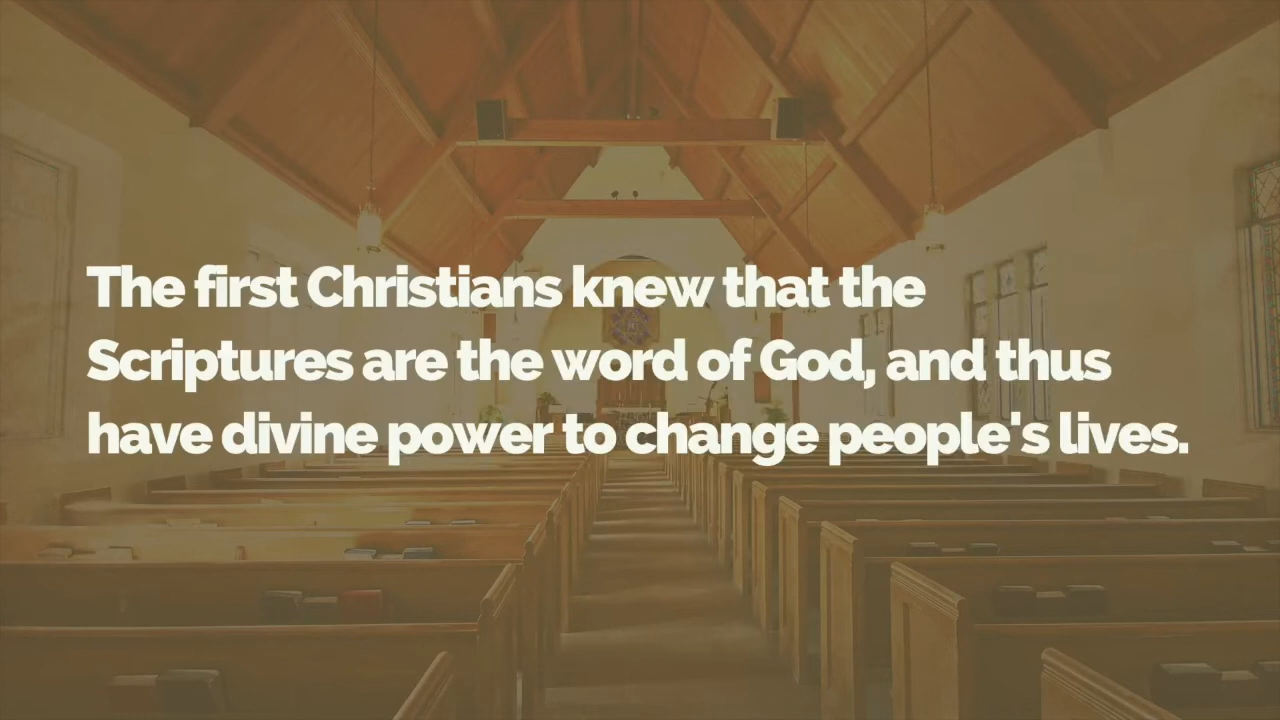 The first Christians knew that the
Scriptures are the word of God, and thus
have divine power to change people's lives.